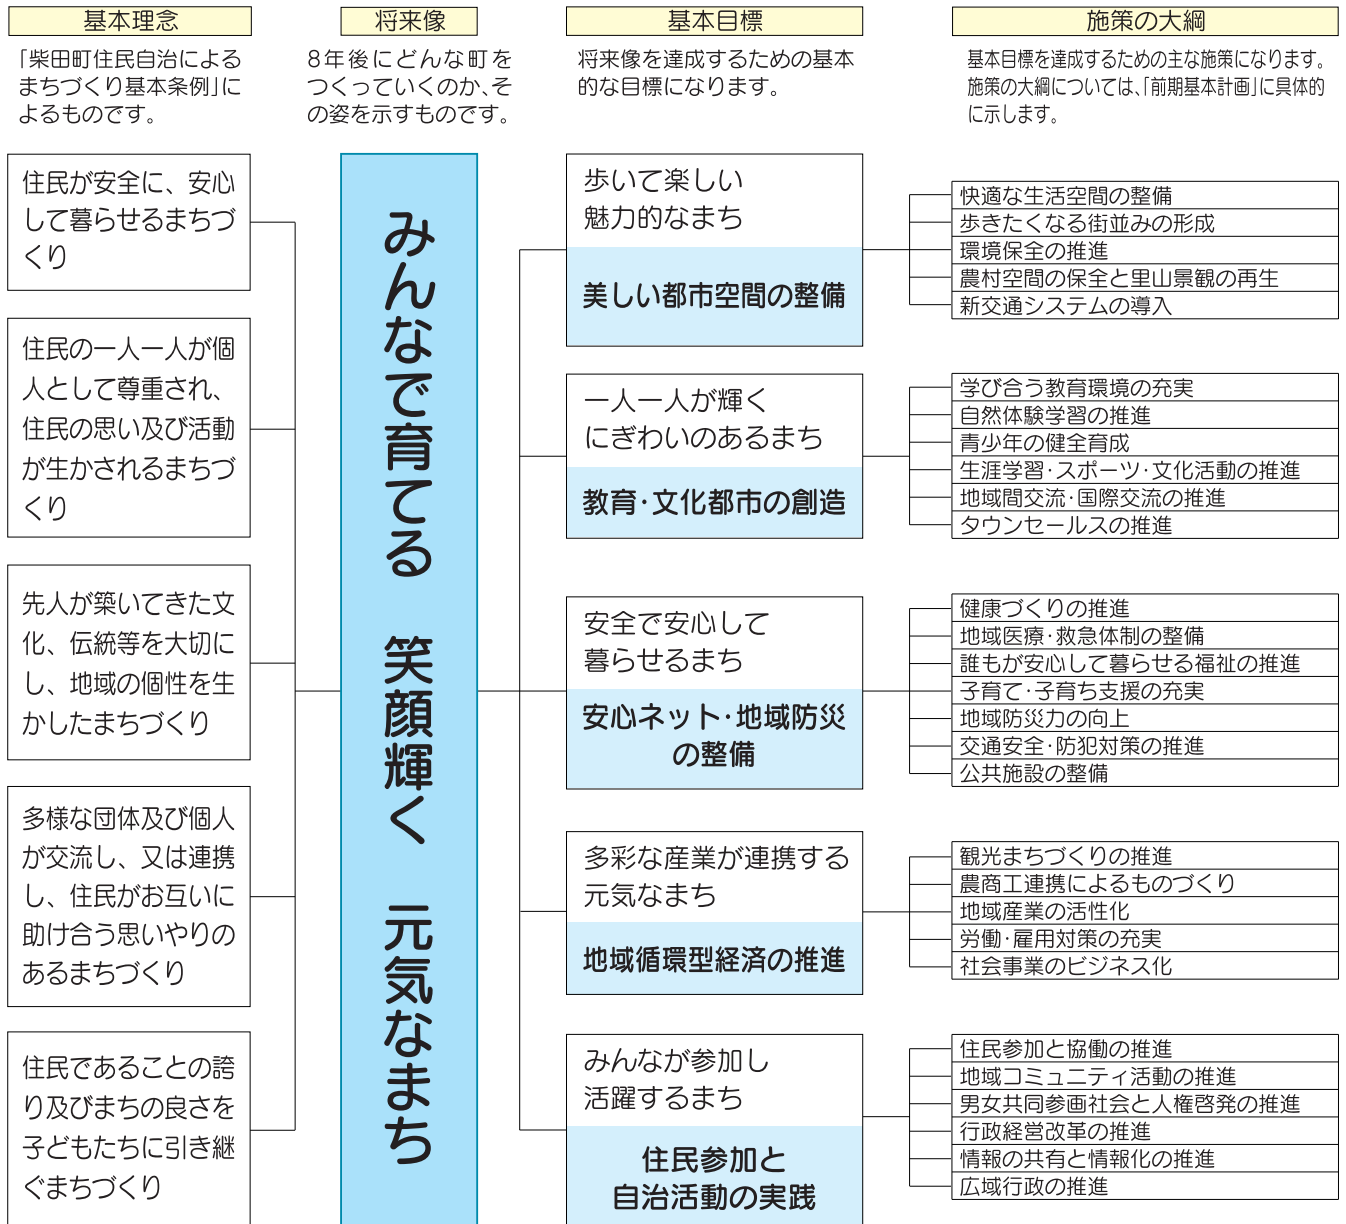 基本理念
「柴田町住民自治による
まちづくり基本条例」に
よるものです。
住民が安全に、安心
して暮らせるまちづ
くり
住民の一人一人が個
人として尊重され、
住民の思い及び活動
が生かされるまちづ
くり
先人が築いてきた文
化、伝統等を大切に
し、地域の個性を生
かしたまちづくり
多様な団体及び個人
が交流し、又は連携
し、住民がお互いに
助け合う思いやりの
あるまちづくり
住民であることの誇
り及びまちの良さを
子どもたちに引き継
ぐまちづくり
将来像
8年後にどんな町を
つくっていくのか、そ
の姿を示すものです。
みんなで育てる 笑顔輝く 元気なまち
基本目標
将来像を達成するための基本
的な目標になります。
歩いて楽しい
魅力的なまち
美しい都市空間の整備
一人一人が輝く
にぎわいのあるまち
教育・文化都市の創造
安全で安心して
暮らせるまち
安心ネット・地域防災
の整備
多彩な産業が連携する
元気なまち
地域循環型経済の推進
みんなが参加し
活躍するまち
住民参加と
自治活動の実践
施策の大綱
基本目標を達成するための主な施策になります。
施策の大綱については、「前期基本計画」に具体的
に示します。
快適な生活空間の整備
歩きたくなる街並みの形成
環境保全の推進
農村空間の保全と里山景観の再生
新交通システムの導入
学び合う教育環境の充実
自然体験学習の推進
青少年の健全育成
生涯学習・スポーツ・文化活動の推進
地域間交流・国際交流の推進
タウンセールスの推進
健康づくりの推進
地域医療・救急体制の整備
誰もが安心して暮らせる福祉の推進
子育て・子育ち支援の充実
地域防災力の向上
交通安全・防犯対策の推進
公共施設の整備
観光まちづくりの推進
農商工連携によるものづくり
地域産業の活性化
労働・雇用対策の充実
社会事業のビジネス化
住民参加と協働の推進
地域コミュニティ活動の推進
男女共同参画社会と人権啓発の推進
行政経営改革の推進
情報の共有と情報化の推進
広域行政の推進